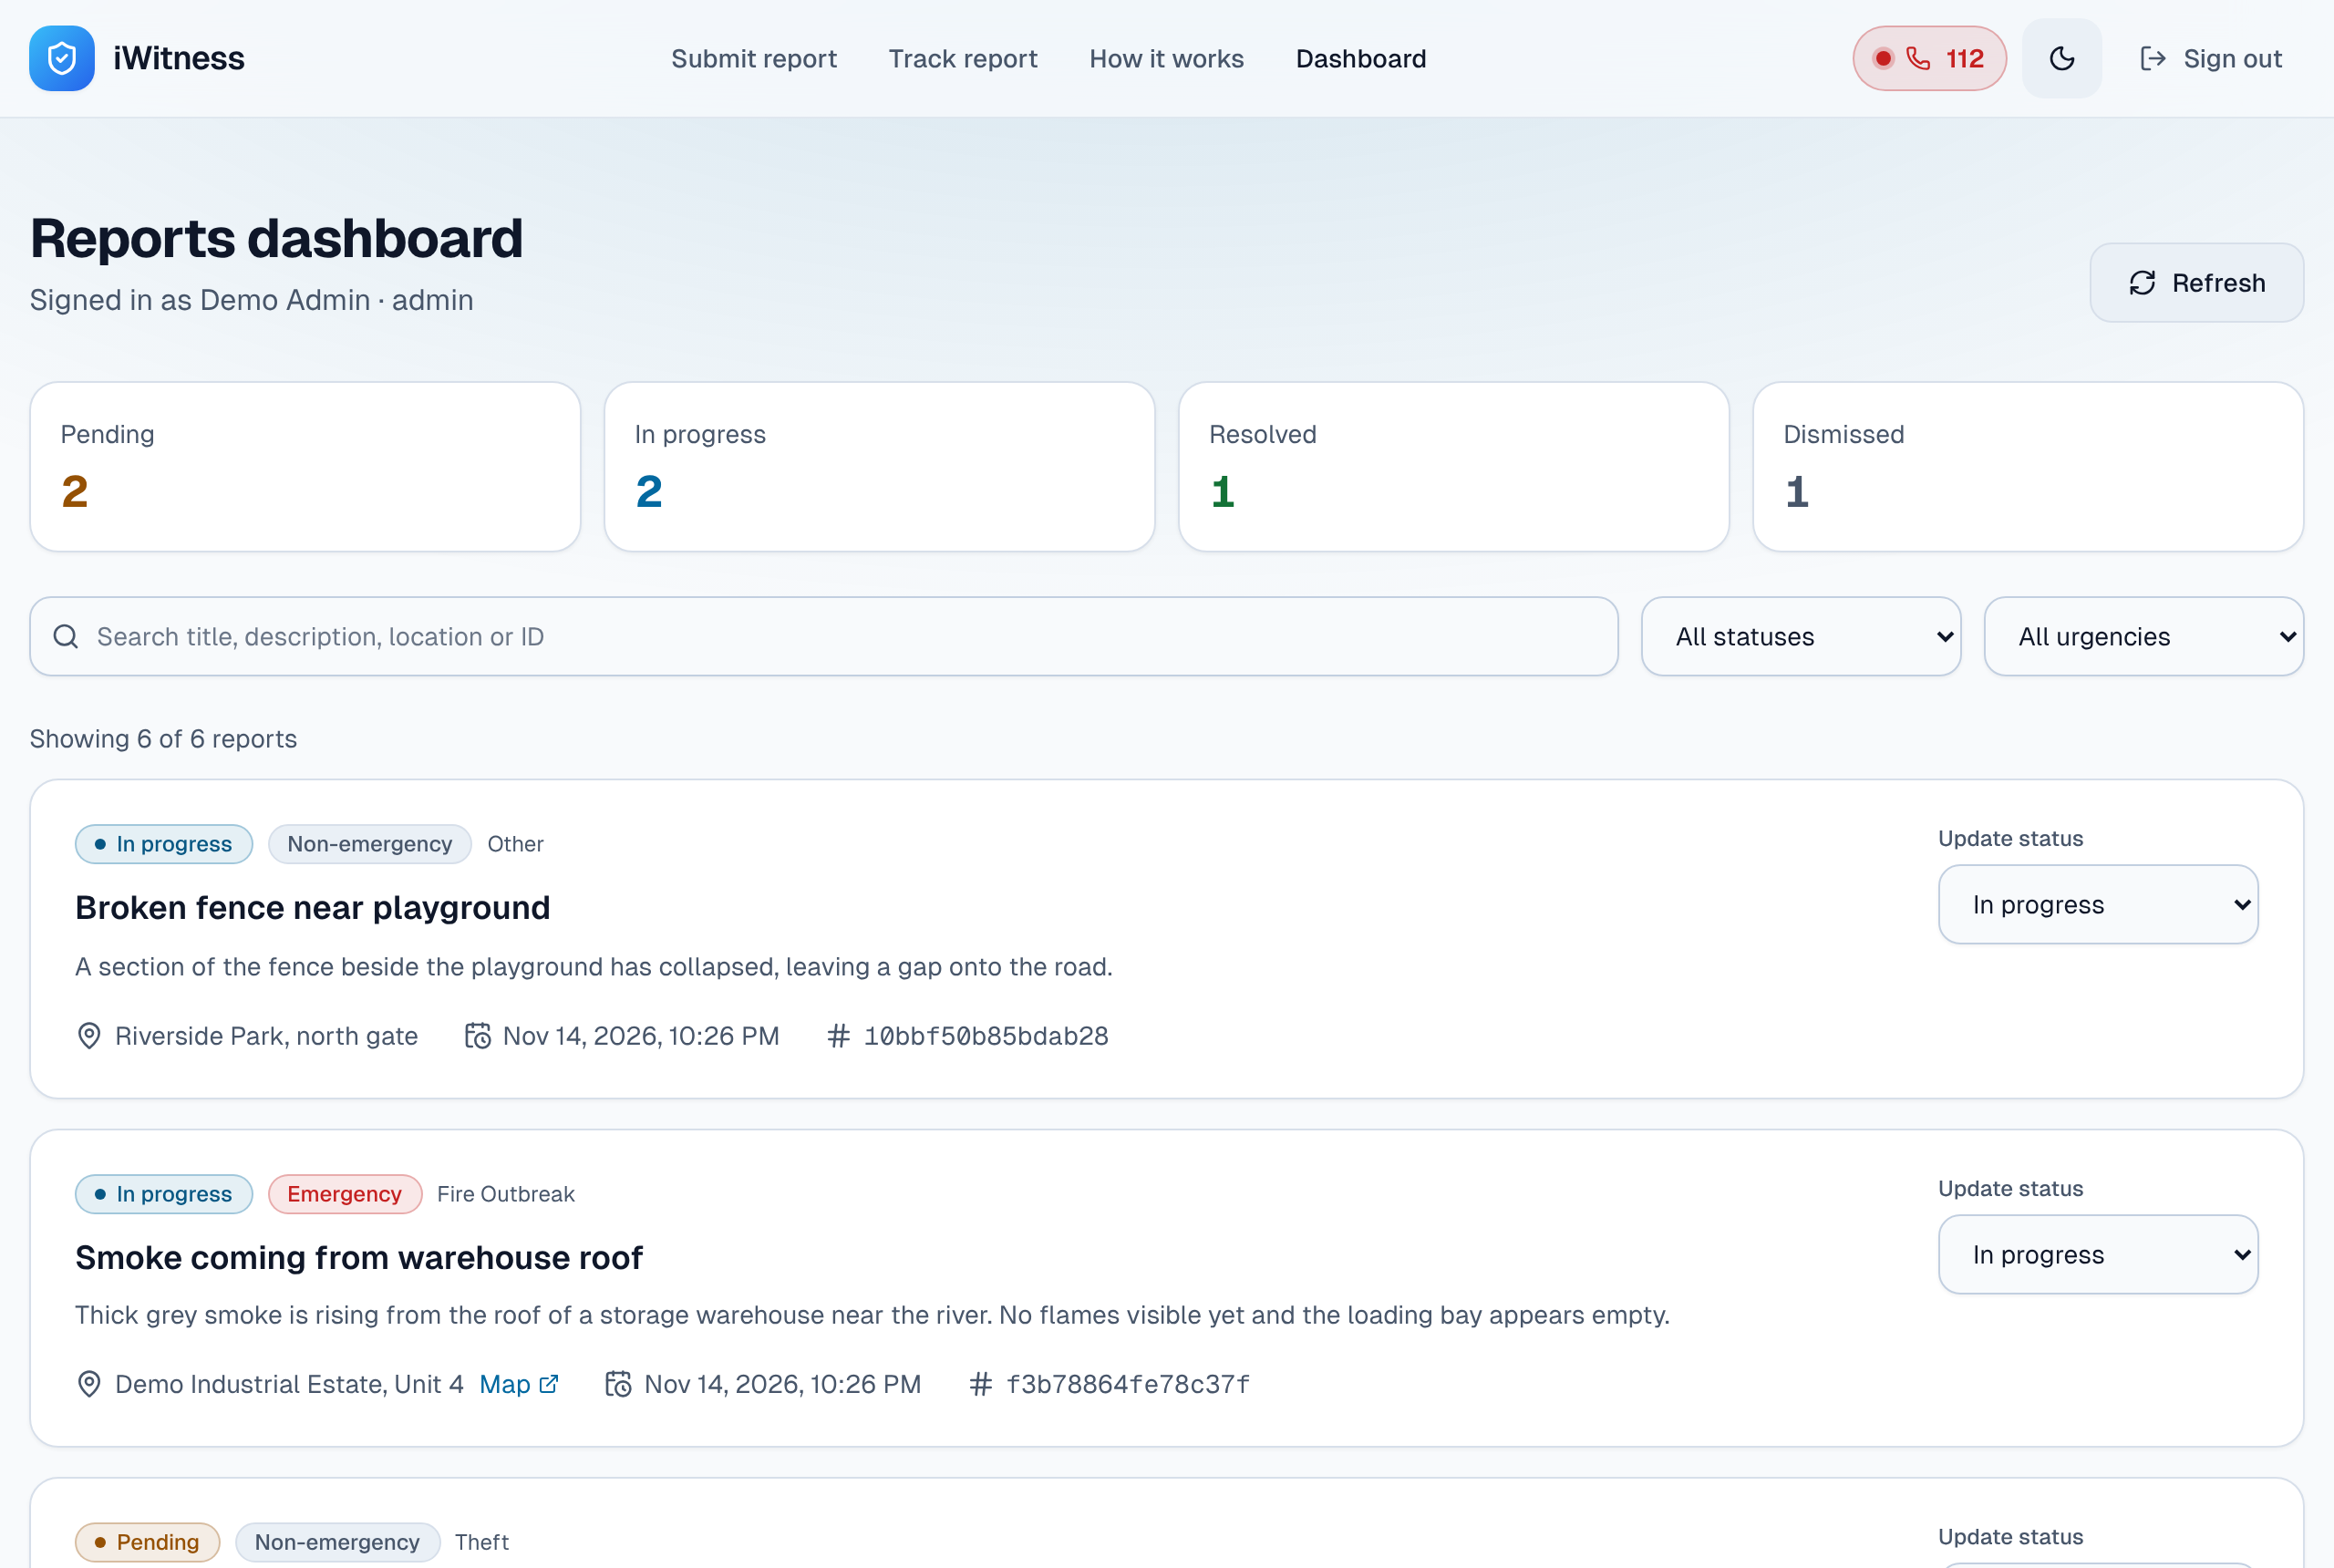 iWitness
Submit report
Track report
How it works
Dashboard
112
Sign out
Reports dashboard
Signed in as Demo Admin · admin
Refresh
Pending
2
In progress
2
Resolved
1
Dismissed
1
Search title, description, location or ID
All statuses
All urgencies
Showing 6 of 6 reports
In progress
Non-emergency
Other
Update status
Broken fence near playground
In progress
A section of the fence beside the playground has collapsed, leaving a gap onto the road.
Riverside Park, north gate
Nov 14, 2026, 10:26 PM
# 10bbf50b85bdab28
In progress
Emergency
Fire Outbreak
Update status
Smoke coming from warehouse roof
In progress
Thick grey smoke is rising from the roof of a storage warehouse near the river. No flames visible yet and the loading bay appears empty.
Demo Industrial Estate, Unit 4
Map
Nov 14, 2026, 10:26 PM
# f3b78864fe78c37f
Pending
Non-emergency
Theft
Update status